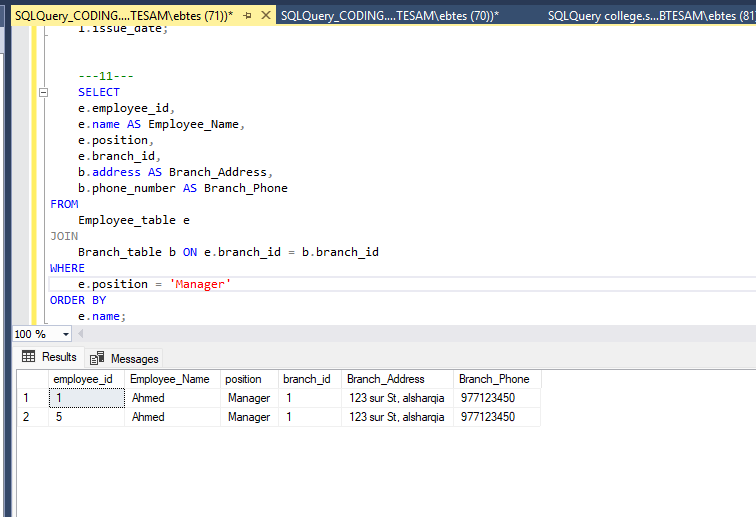 SQLQuery_CODING....TESAM\ebtes (71))* SQLQuery_CODING....TESAM\ebtes (70))* SQLQuery college.s...BTESAM\ebtes (81
l.issue_date;
---11---
SELECT
e.employee_id,
e.name AS Employee_Name,
e.position,
e.branch_id,
b.address AS Branch_Address,
b.phone_number AS Branch_Phone
FROM
Employee_table e
JOIN
Branch_table b ON e.branch_id = b.branch_id
WHERE
e.position = 'Manager'
ORDER BY
e.name;
100 %
Results Messages
employee_id Employee_Name position branch_id Branch_Address Branch_Phone
1 1 Ahmed Manager 1 123 sur St, alsharqia 977123450
2 5 Ahmed Manager 1 123 sur St, alsharqia 977123450